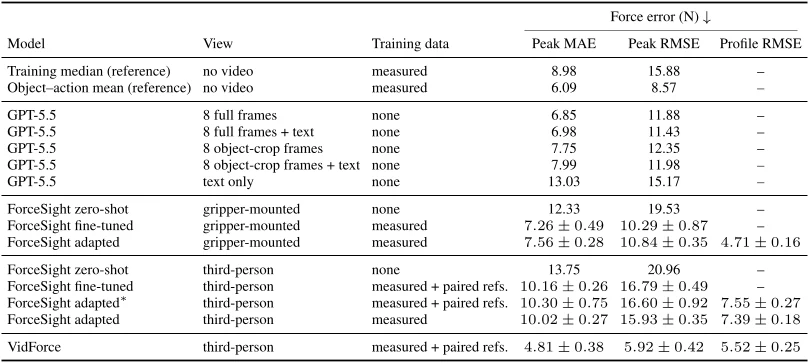 Force error (N) ↓
Model View Training data Peak MAE Peak RMSE Profile RMSE
Training median (reference) no video measured 8.98 15.88 –
Object–action mean (reference) no video measured 6.09 8.57 –
GPT-5.5 8 full frames none 6.85 11.88 –
GPT-5.5 8 full frames + text none 6.98 11.43 –
GPT-5.5 8 object-crop frames none 7.75 12.35 –
GPT-5.5 8 object-crop frames + text none 7.99 11.98 –
GPT-5.5 text only none 13.03 15.17 –
ForceSight zero-shot gripper-mounted none 12.33 19.53 –
ForceSight fine-tuned gripper-mounted measured 7.26 ± 0.49 10.29 ± 0.87 –
ForceSight adapted gripper-mounted measured 7.56 ± 0.28 10.84 ± 0.35 4.71 ± 0.16
ForceSight zero-shot third-person none 13.75 20.96 –
ForceSight fine-tuned third-person measured + paired refs. 10.16 ± 0.26 16.79 ± 0.49 –
ForceSight adapted* third-person measured + paired refs. 10.30 ± 0.75 16.60 ± 0.92 7.55 ± 0.27
ForceSight adapted third-person measured 10.02 ± 0.27 15.93 ± 0.35 7.39 ± 0.18
VidForce third-person measured + paired refs. 4.81 ± 0.38 5.92 ± 0.42 5.52 ± 0.25